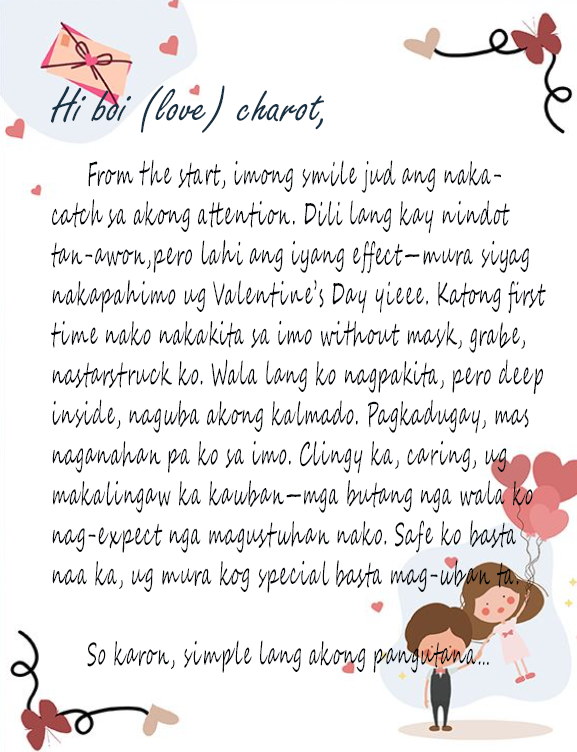 Hi boi (love) charot,
From the start, imong smile jud ang naka-
catch sa akong attention. Dili lang kay nindot
tan-awon,pero lahi ang iyang effect—mura siyag
nakapahimo ug Valentine's Day yieee. Katong first
time nako nakakita sa imo without mask, grabe,
nastarstruck ko. Wala lang ko nagpakita, pero deep
inside, naguba akong kalmado. Pagkadugay, mas
naganahan pa ko sa imo. Clingy ka, caring, ug
makalingaw ka kauban—mga butang nga wala ko
nag-expect nga magustuhan nako. Safe ko basta
naa ka, ug mura kog special basta mag-uban ta.
So karon, simple lang akong pangutana...